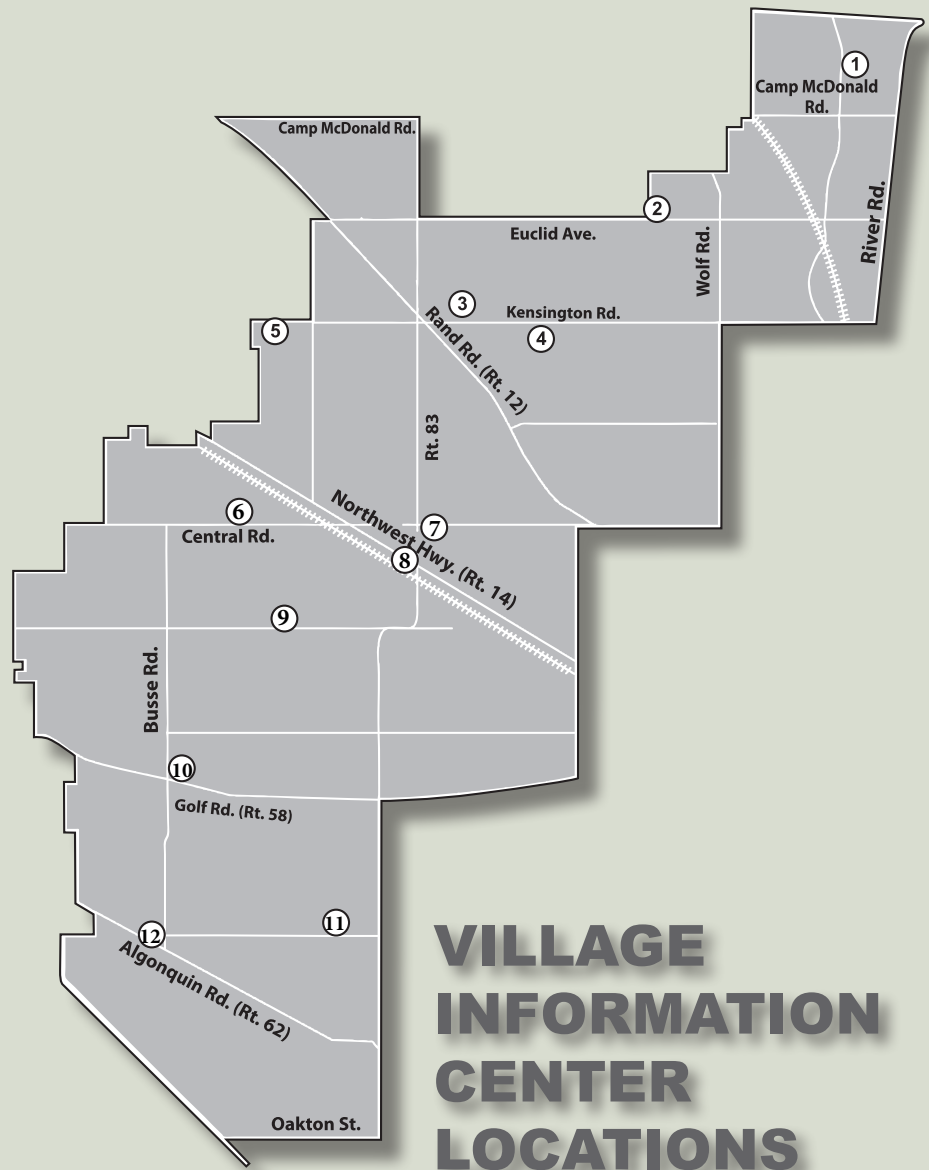 1
Camp McDonald
Rd.
Camp McDonald Rd.
River Rd.
2
Euclid Ave.
Wolf Rd.
3
Kensington Rd.
5
4
Rand Rd. (Rt. 12)
Rt. 83
6
Central Rd.
7
Northwest Hwy. (Rt. 14)
8
9
Busse Rd.
10
Golf Rd. (Rt. 58)
11
12
Algonquin Rd. (Rt. 62)
Oakton St.
VILLAGE
INFORMATION
CENTER
LOCATIONS